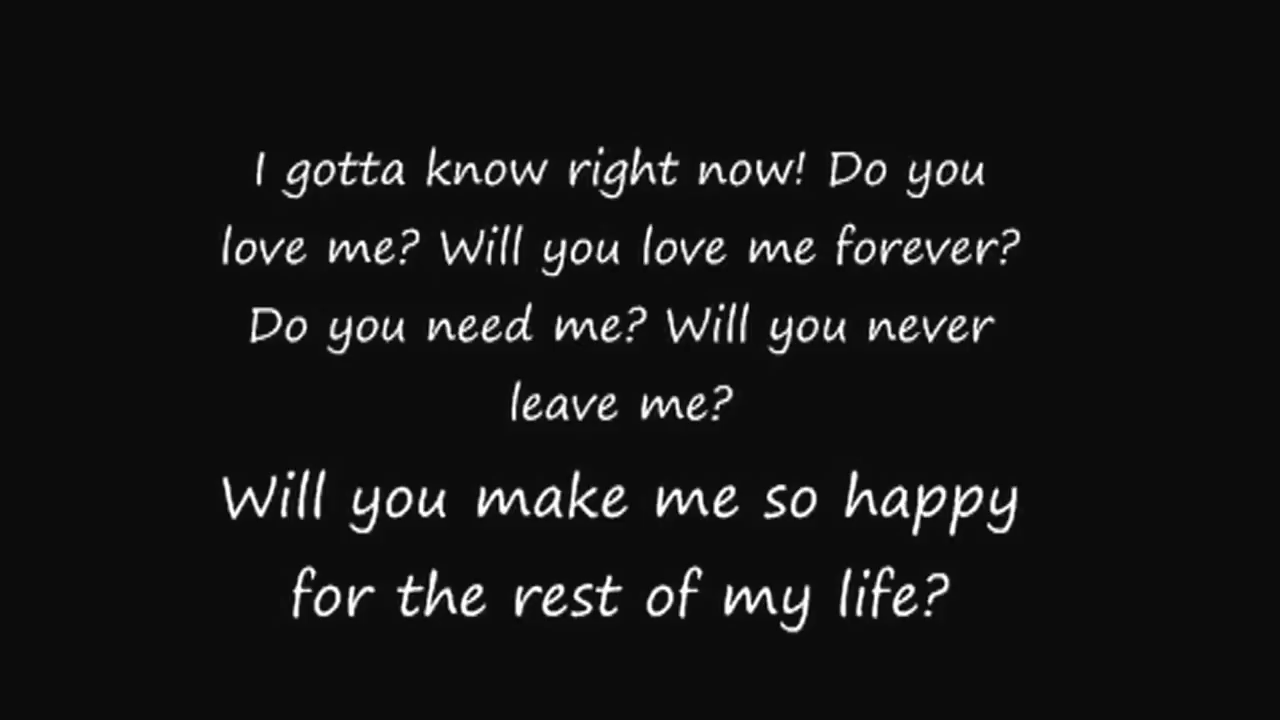 I gotta know right now! Do you
love me? Will you love me forever?
Do you need me? Will you never
leave me?
Will you make me so happy
for the rest of my life?